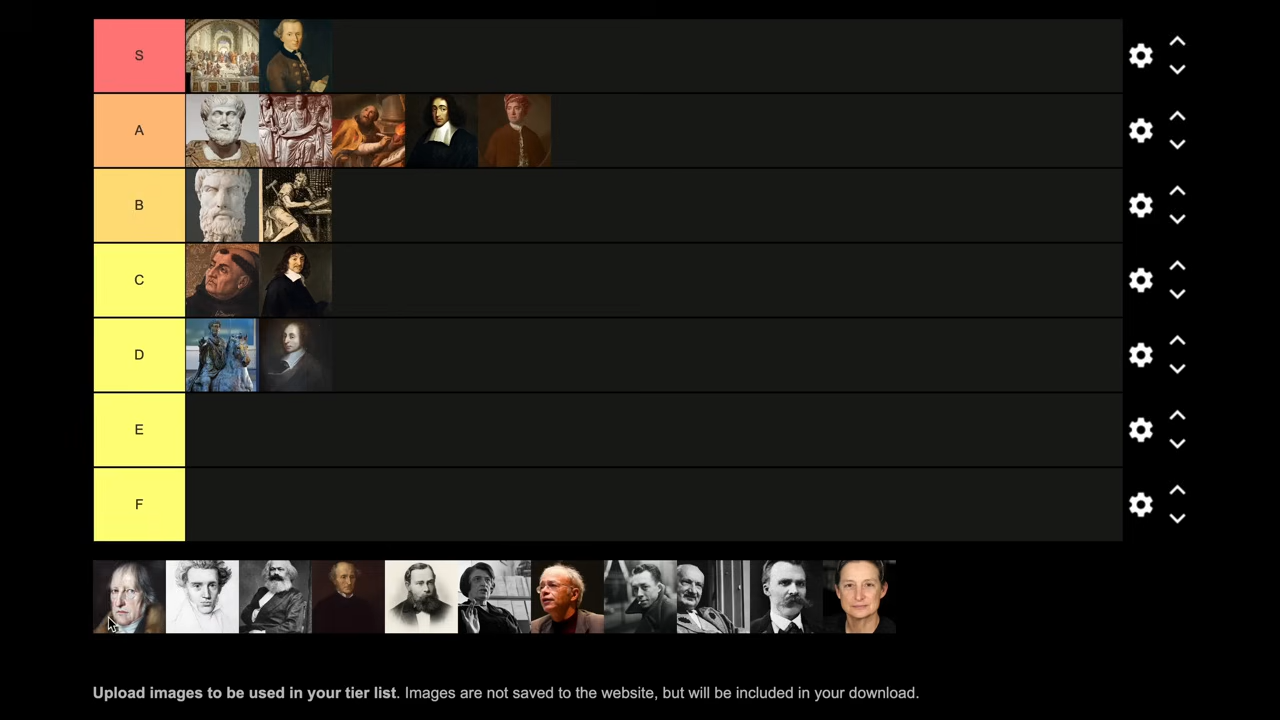 S
A
B
C
D
E
F
Upload images to be used in your tier list. Images are not saved to the website, but will be included in your download.